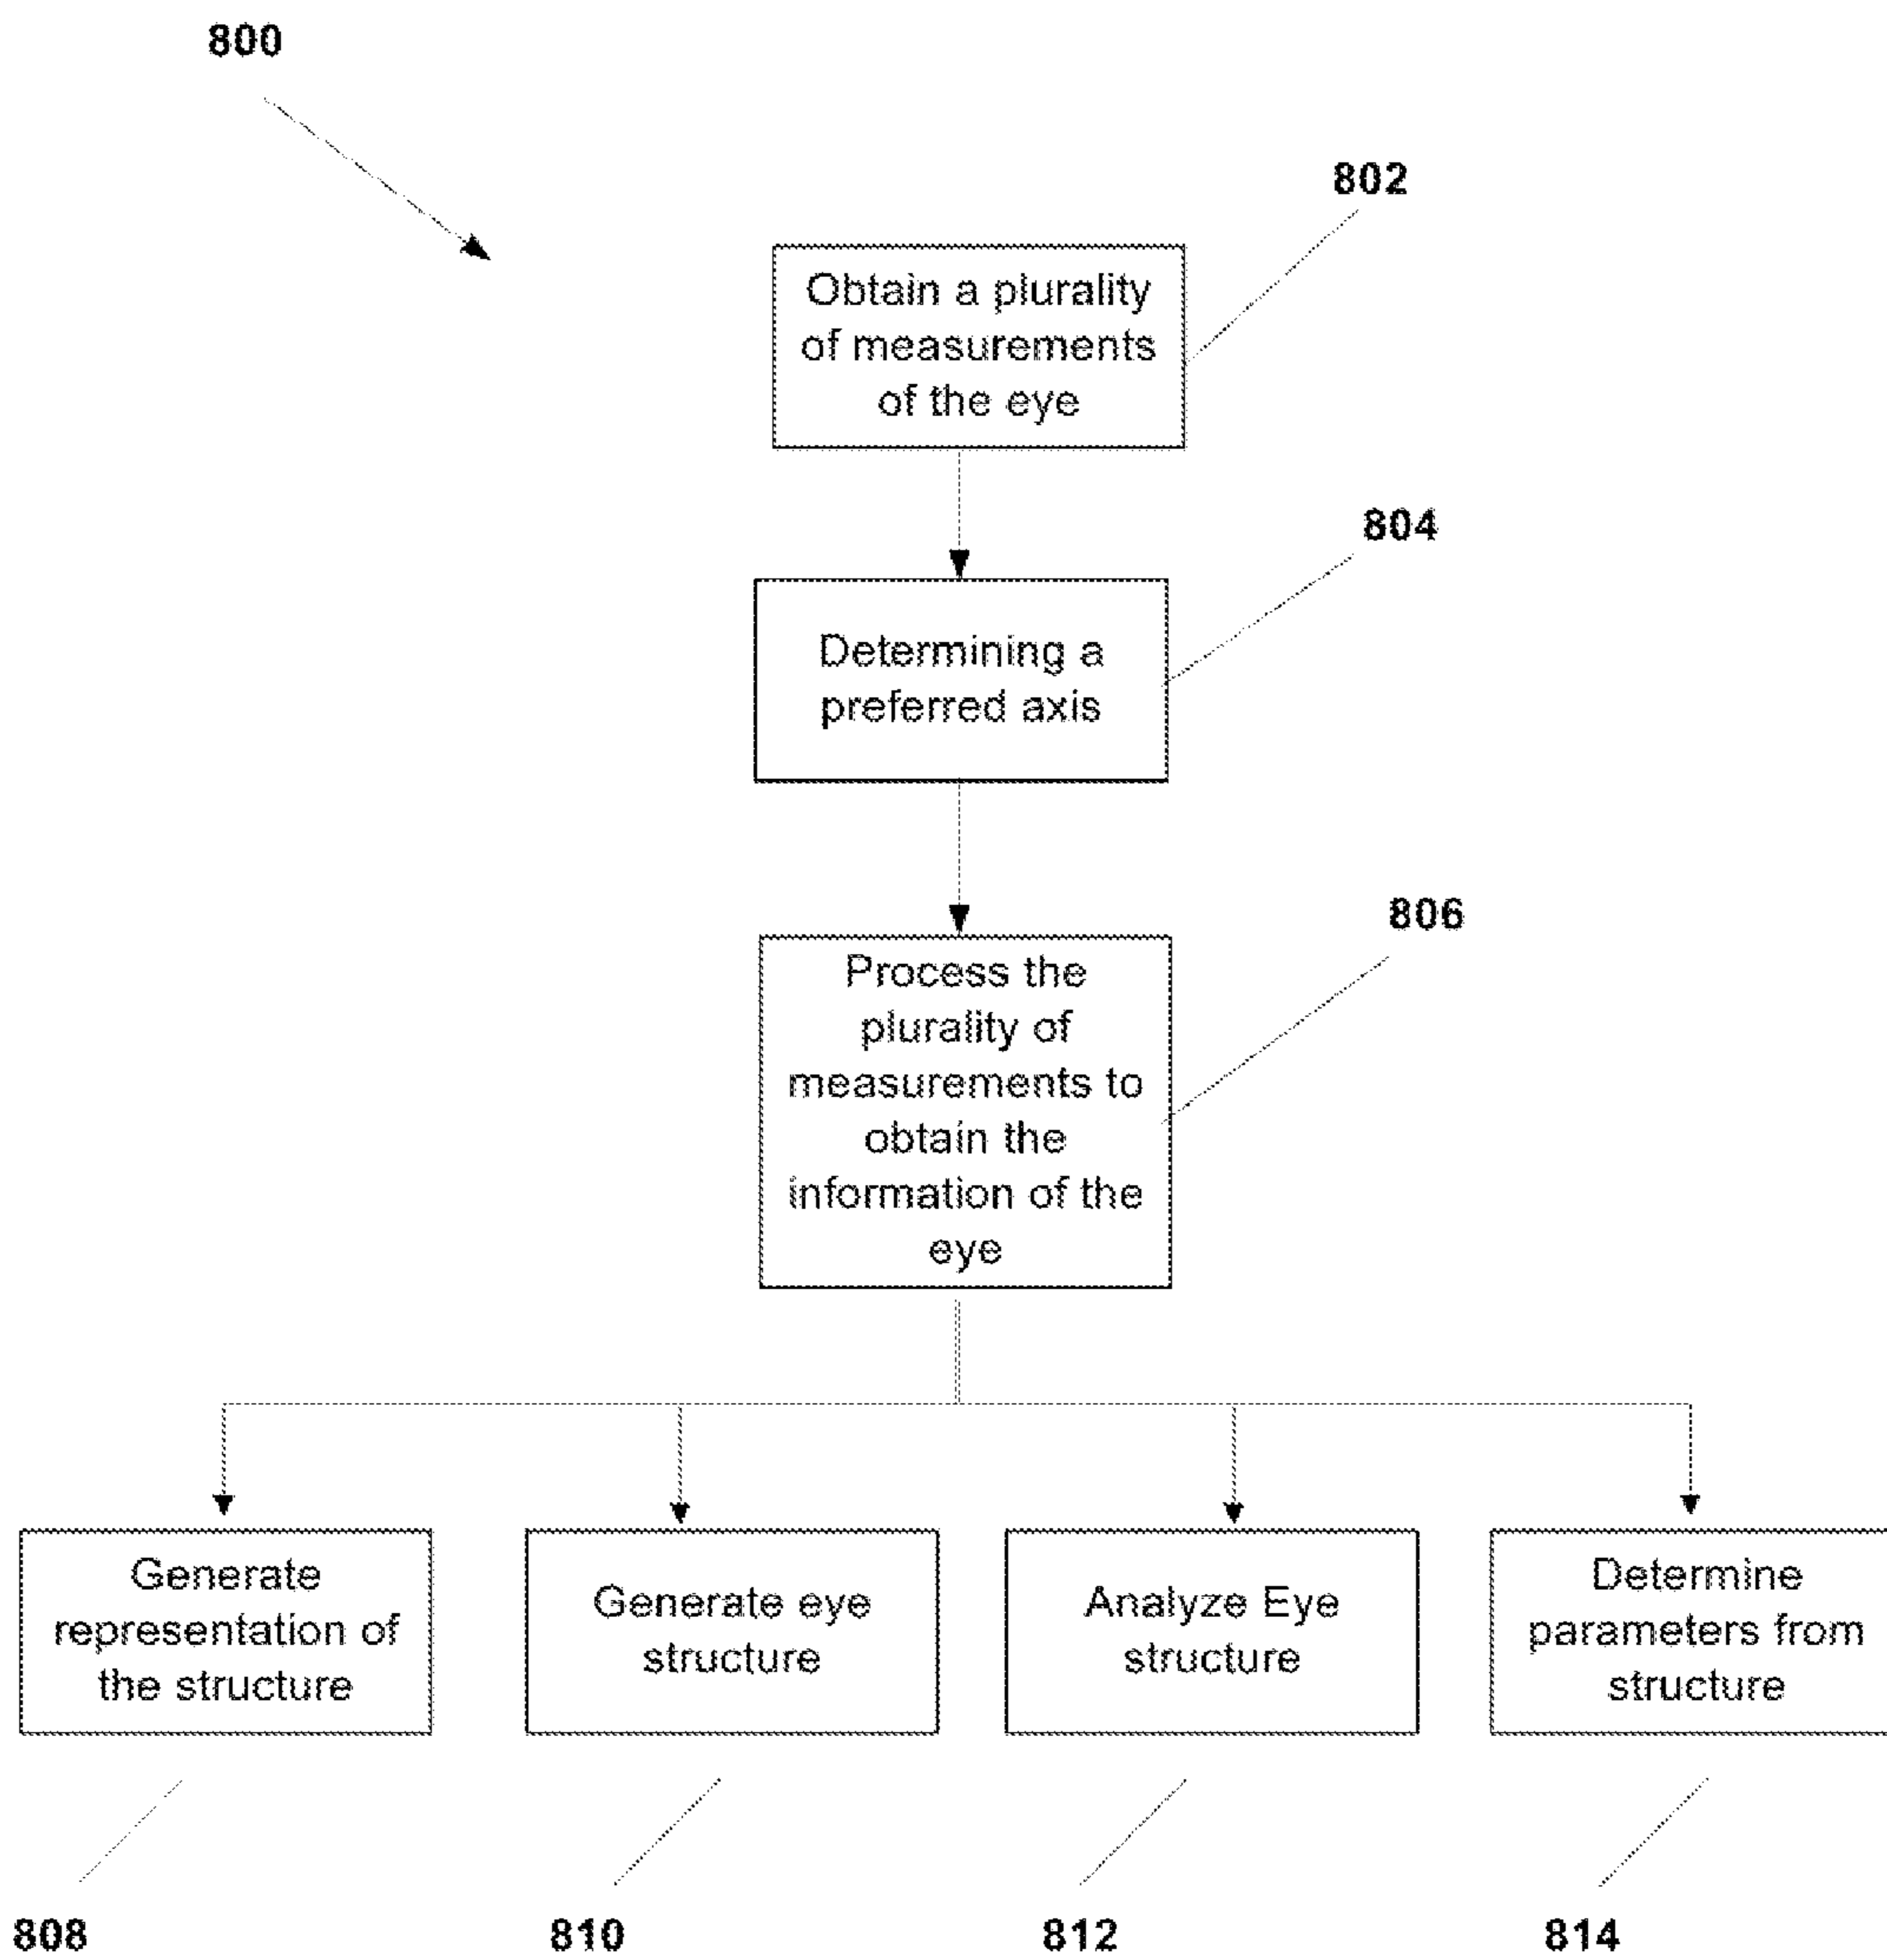 800
802
Obtain a plurality
of measurements
of the eye
804
Determining a
preferred axis
806
Process the
plurality of
measurements to
obtain the
information of the
eye
Generate
representation of
the structure
Generate eye
structure
Analyze Eye
structure
Determine
parameters from
structure
808
810
812
814